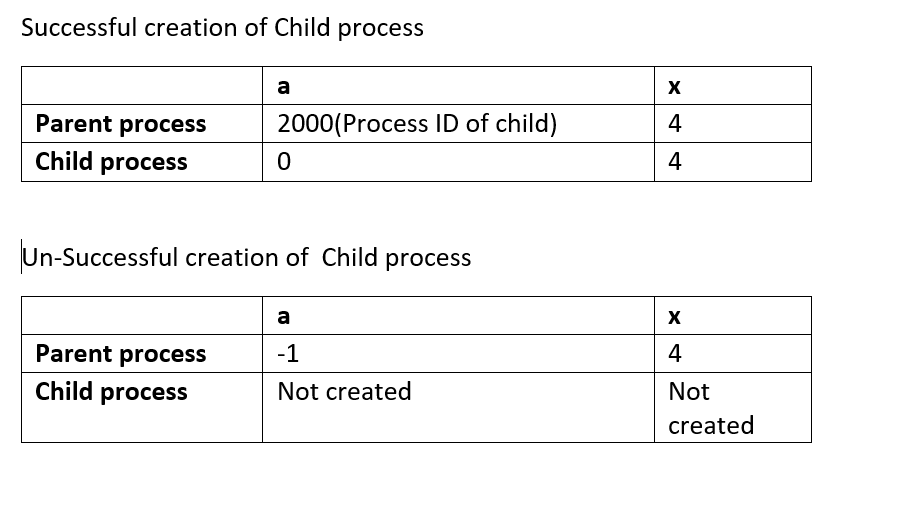 Successful creation of Child process
a x
Parent process 2000(Process ID of child) 4
Child process 0 4
Un-Successful creation of  Child process
a x
Parent process -1 4
Child process Not created Not
created